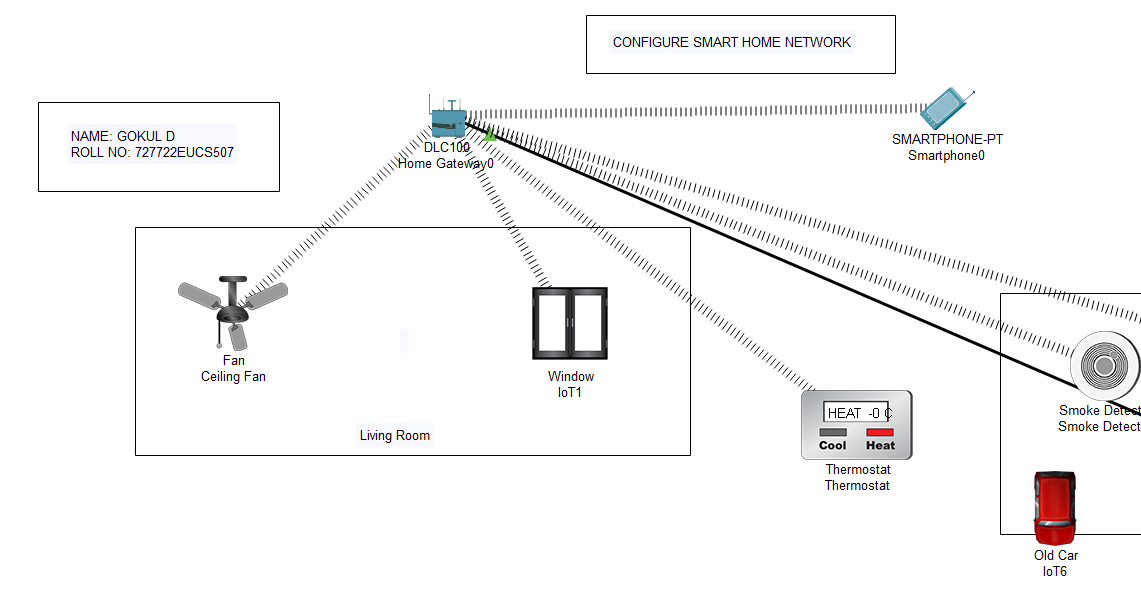 CONFIGURE SMART HOME NETWORK
NAME: GOKUL D
ROLL NO: 727722EUCS507
DLC100
Home Gateway0
SMARTPHONE-PT
Smartphone0
Fan
Ceiling Fan
Window
IoT1
Living Room
HEAT -0 C
Cool Heat
Thermostat
Thermostat
Smoke Detect
Smoke Detect
Old Car
IoT6